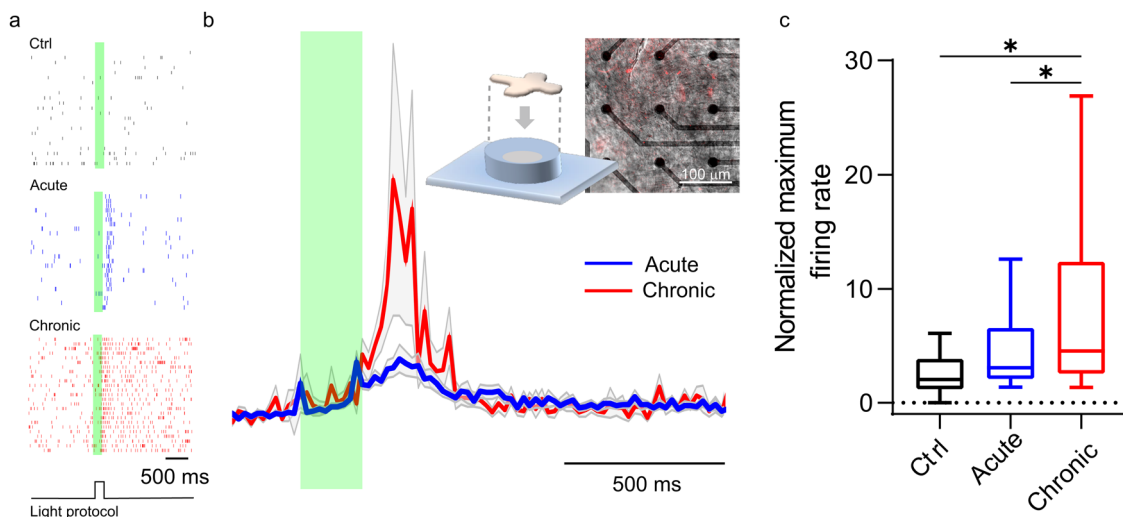 a
Ctrl
Acute
Chronic
500 ms
Light protocol
b
100 µm
Acute
Chronic
500 ms
c
*
*
Normalized maximum
firing rate
30
20
10
0
Ctrl
Acute
Chronic